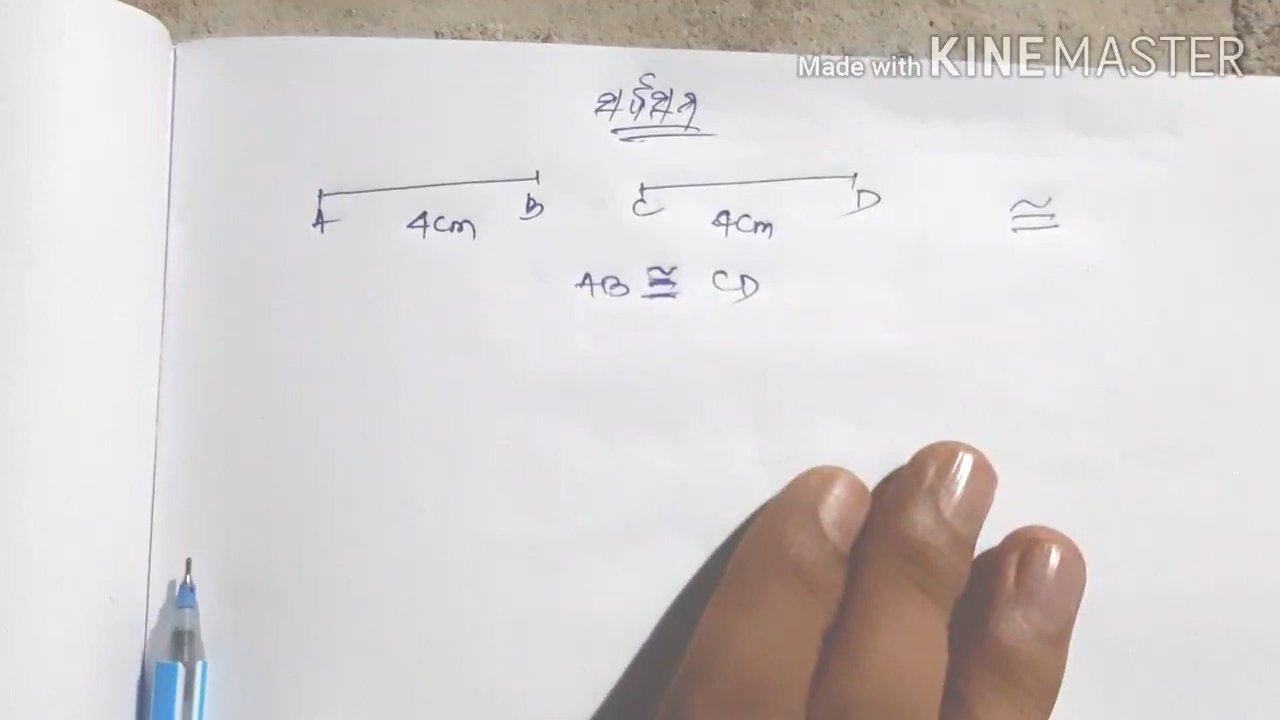 Made with KINEMASTER
A B C D
4cm 4cm ≅
AB ≅ CD